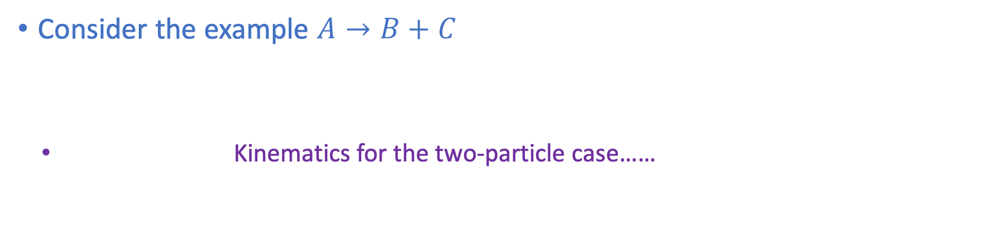 • Consider the example 𝐴 → 𝐵 + 𝐶
• Kinematics for the two-particle case……